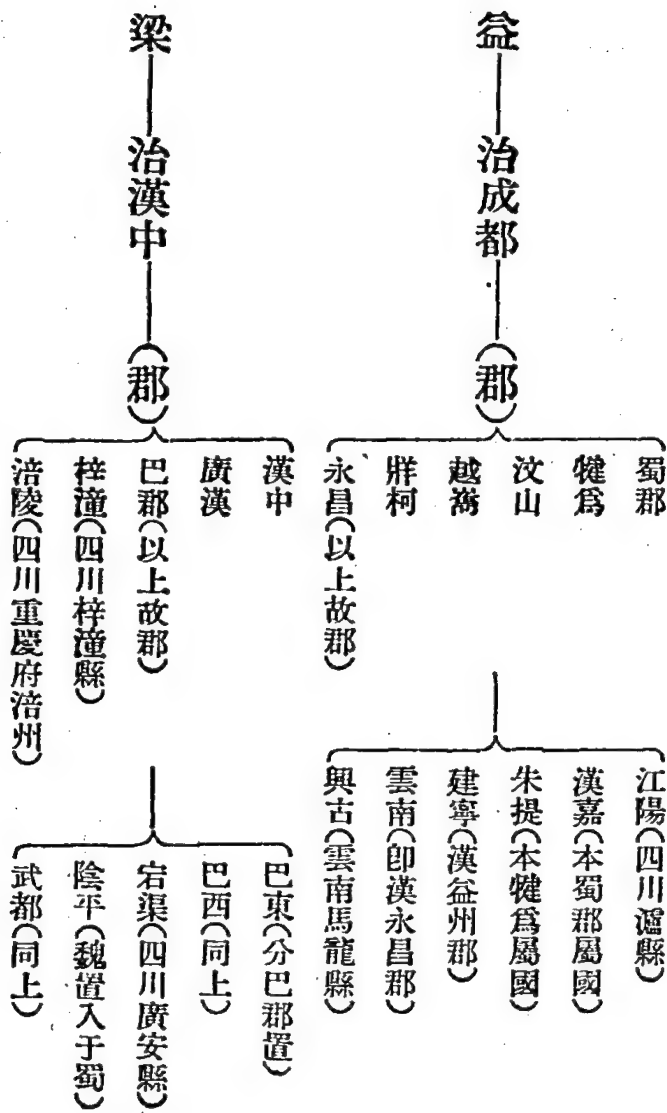 益
治成都
（郡）
蜀郡
犍爲
汶山
越嶲
牂柯
永昌（以上故郡）
江陽（四川瀘縣）
漢嘉（本蜀郡屬國）
朱提（本犍爲屬國）
建寧（漢益州郡）
雲南（卽漢永昌郡）
興古（雲南馬龍縣）
梁
治漢中
（郡）
漢中
廣漢
巴郡（以上故郡）
梓潼（四川梓潼縣）
涪陵（四川重慶府涪州）
巴東（分巴郡置）
巴西（同上）
宕渠（四川廣安縣）
陰平（魏置入于蜀）
武都（同上）